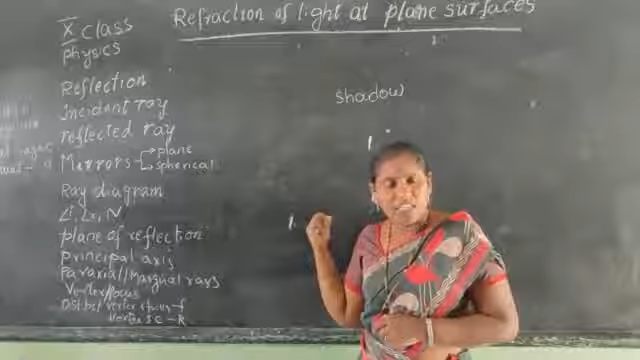 X class
physics
Refraction of light at plane surfaces
Reflection
Incident ray
reflected ray
Mirrors → plane
→ spherical
Ray diagram
∠i, ∠r, N
plane of reflection
principal axis
Paraxial/Marginal rays
Vertex/focus
shadow